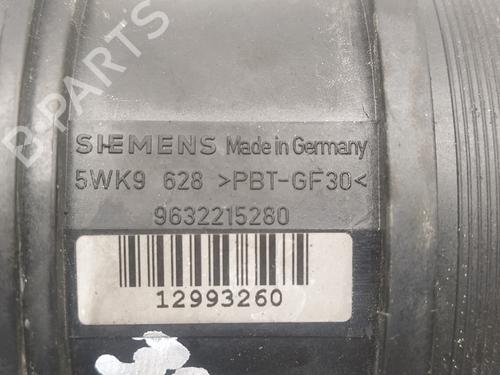 SIEMENS Made in Germany
5WK9 628 >PBT-GF30<
9632215280
12993260
B-PARTS